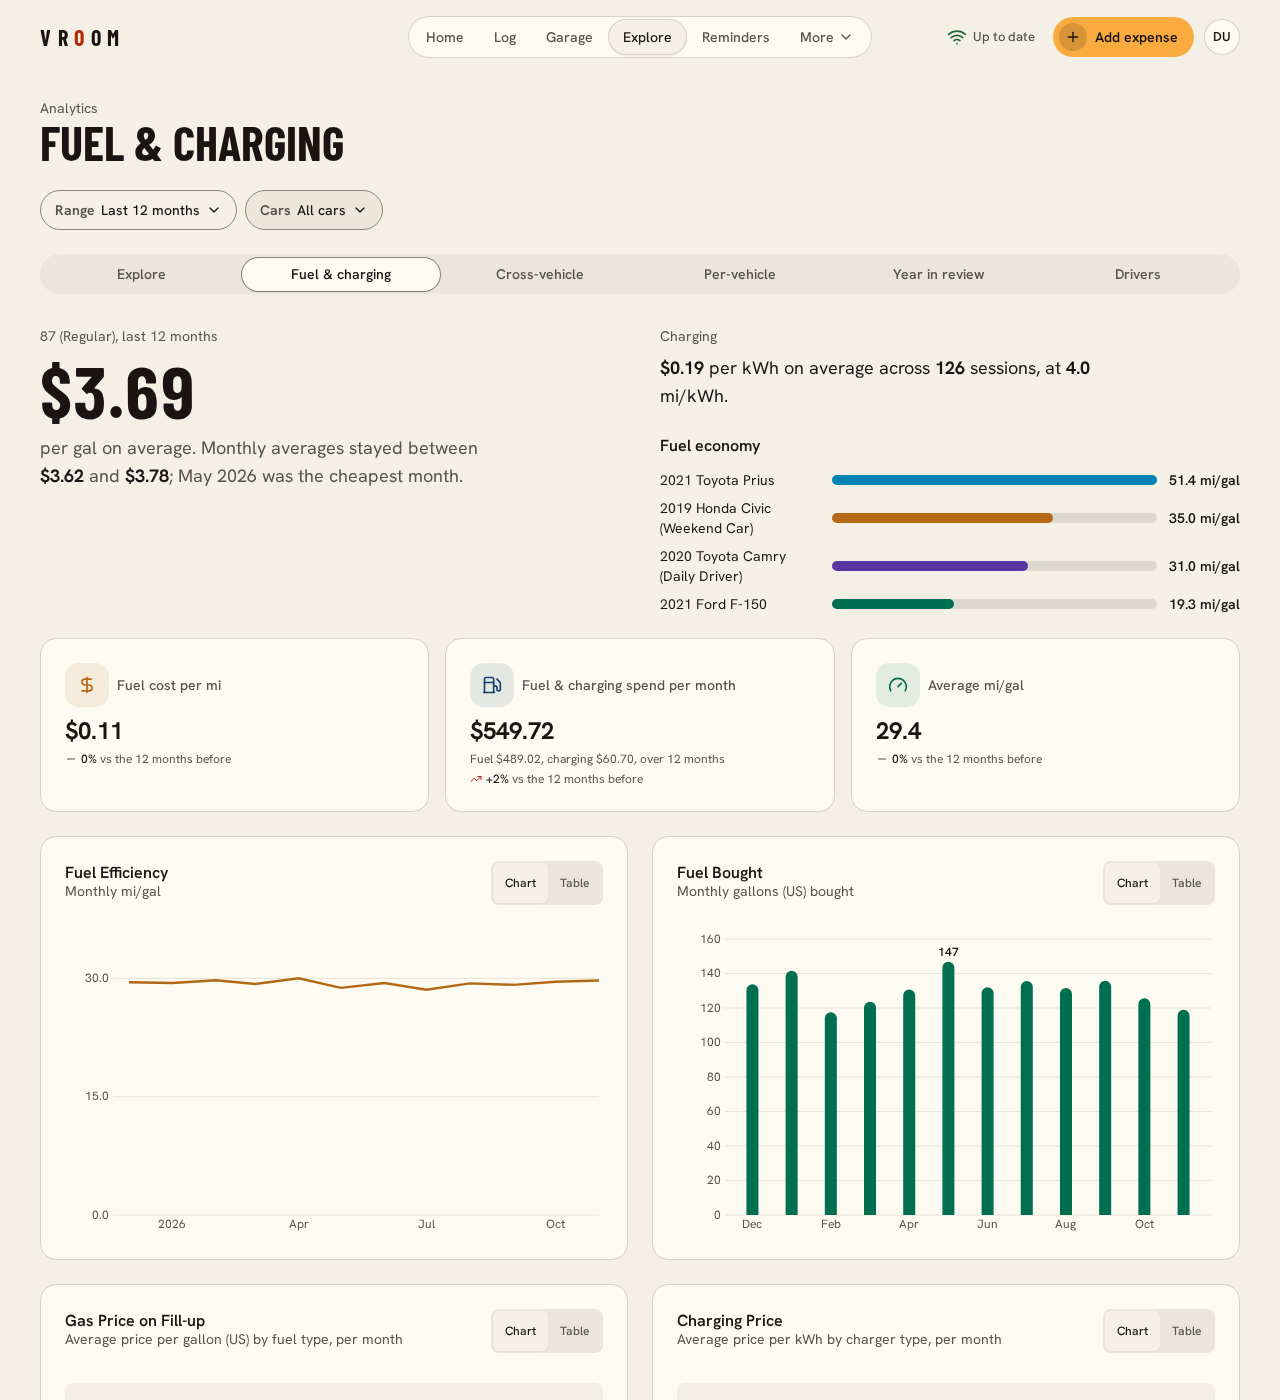 VROOM
Home
Log
Garage
Explore
Reminders
More
Up to date
Add expense
DU
Analytics
FUEL & CHARGING
Range Last 12 months
Cars All cars
Explore
Fuel & charging
Cross-vehicle
Per-vehicle
Year in review
Drivers
87 (Regular), last 12 months
$3.69
per gal on average. Monthly averages stayed between
$3.62 and $3.78; May 2026 was the cheapest month.
Charging
$0.19 per kWh on average across 126 sessions, at 4.0
mi/kWh.
Fuel economy
2021 Toyota Prius
51.4 mi/gal
2019 Honda Civic
(Weekend Car)
35.0 mi/gal
2020 Toyota Camry
(Daily Driver)
31.0 mi/gal
2021 Ford F-150
19.3 mi/gal
Fuel cost per mi
$0.11
0% vs the 12 months before
Fuel & charging spend per month
$549.72
Fuel $489.02, charging $60.70, over 12 months
+2% vs the 12 months before
Average mi/gal
29.4
0% vs the 12 months before
Fuel Efficiency
Monthly mi/gal
Chart
Table
30.0
15.0
0.0
2026
Apr
Jul
Oct
Fuel Bought
Monthly gallons (US) bought
Chart
Table
160
147
140
120
100
80
60
40
20
0
Dec
Feb
Apr
Jun
Aug
Oct
Gas Price on Fill-up
Average price per gallon (US) by fuel type, per month
Chart
Table
Charging Price
Average price per kWh by charger type, per month
Chart
Table